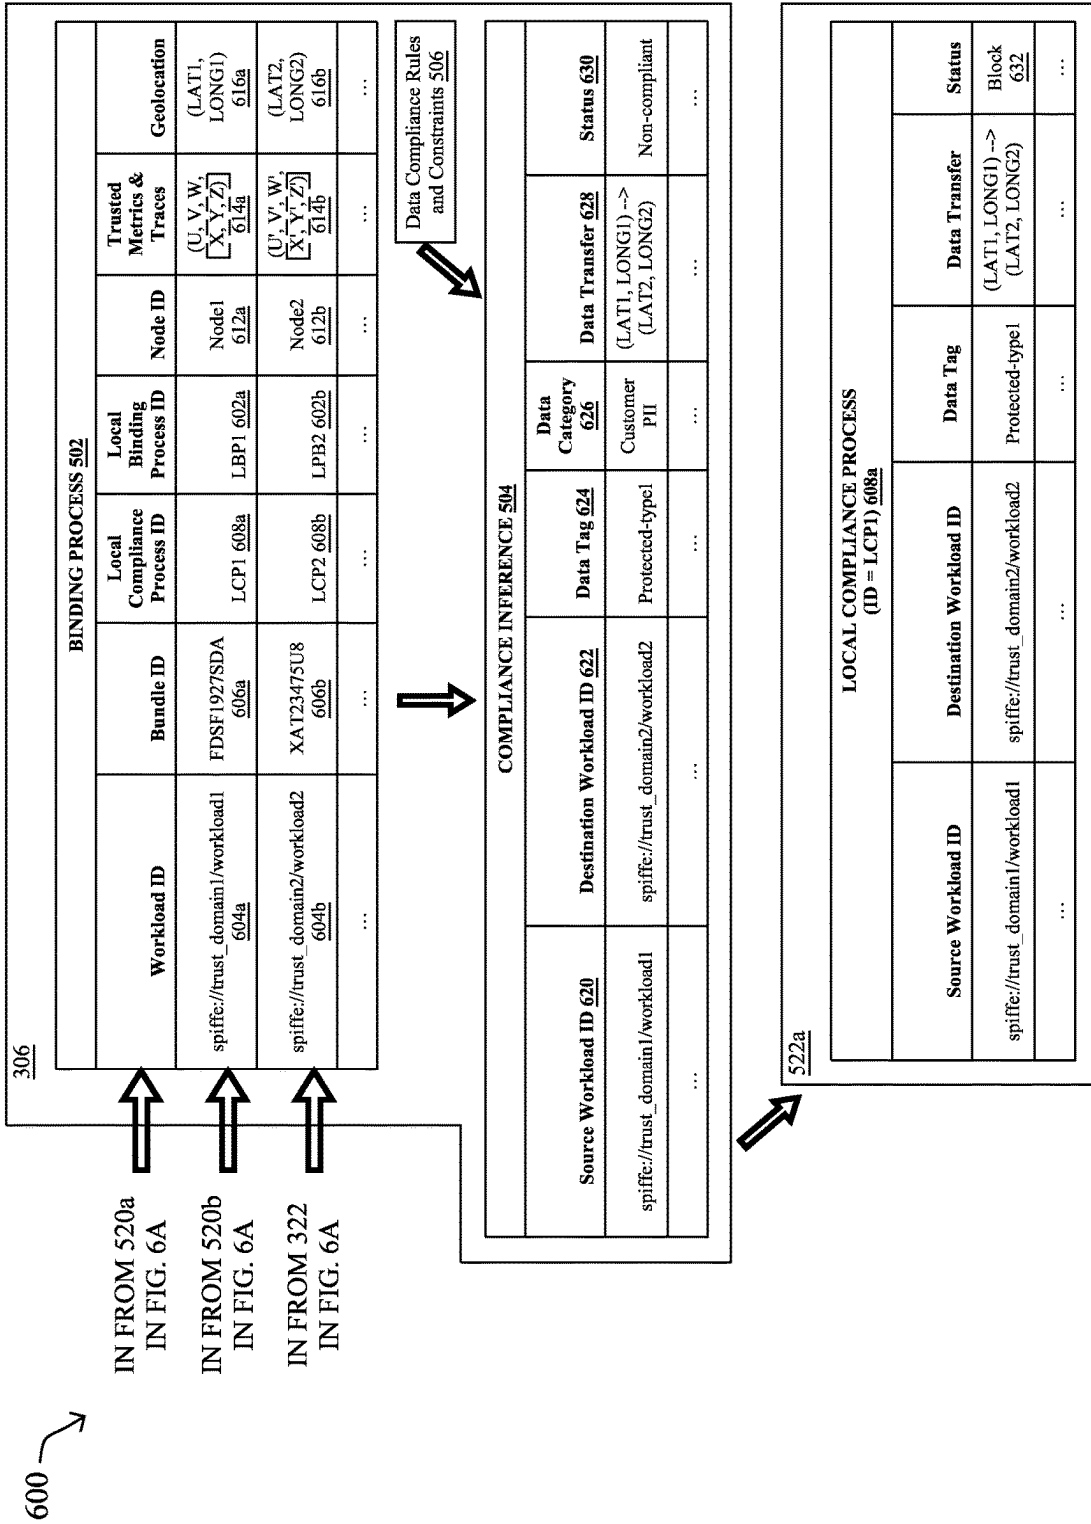 600
IN FROM 520a
IN FIG. 6A
IN FROM 520b
IN FIG. 6A
IN FROM 322
IN FIG. 6A
306
BINDING PROCESS 502
Workload ID
Bundle ID
Local
Compliance
Process ID
Local
Binding
Process ID
Node ID
Trusted
Metrics &
Traces
Geolocation
spiffe://trust_domain1/workload1
604a
FDSF1927SDA
606a
LCP1 608a
LBP1 602a
Node1
612a
(U, V, W,
X, Y, Z)
614a
(LAT1,
LONG1)
616a
spiffe://trust_domain2/workload2
604b
XAT23475U8
606b
LCP2 608b
LPB2 602b
Node2
612b
(U', V', W',
X', Y', Z')
614b
(LAT2,
LONG2)
616b
...
...
...
...
...
...
...
Data Compliance Rules
and Constraints 506
COMPLIANCE INFERENCE 504
Source Workload ID 620
Destination Workload ID 622
Data Tag 624
Data
Category
626
Data Transfer 628
Status 630
spiffe://trust_domain1/workload1
spiffe://trust_domain2/workload2
Protected-type1
Customer
PII
(LAT1, LONG1) -->
(LAT2, LONG2)
Non-compliant
...
...
...
...
...
...
522a
LOCAL COMPLIANCE PROCESS
(ID = LCP1) 608a
Source Workload ID
Destination Workload ID
Data Tag
Data Transfer
Status
spiffe://trust_domain1/workload1
spiffe://trust_domain2/workload2
Protected-type1
(LAT1, LONG1) -->
(LAT2, LONG2)
Block
632
...
...
...
...
...